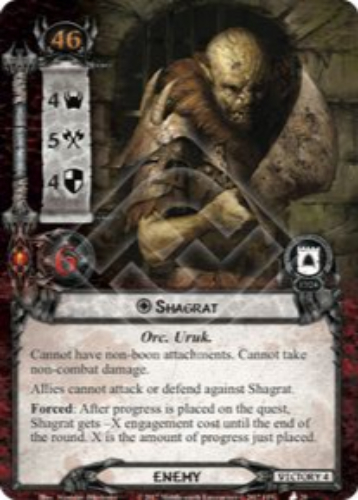 46
4
5
4
6
SHAGRAT
Orc. Uruk.
Cannot have non-boon attachments. Cannot take
non-combat damage.
Allies cannot attack or defend against Shagrat.
Forced: After progress is placed on the quest,
Shagrat gets –X engagement cost until the end of
the round. X is the amount of progress just placed.
ENEMY
VICTORY 4